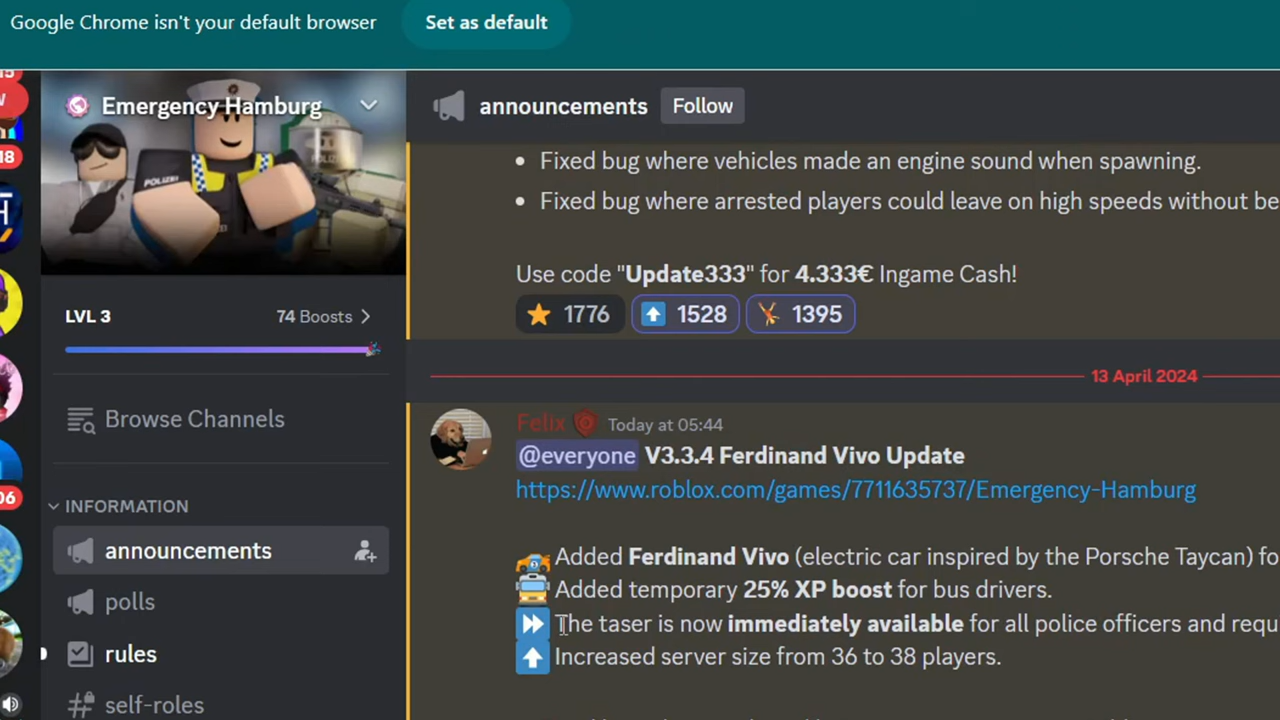 Google Chrome isn't your default browser
Set as default
Emergency Hamburg
announcements
Follow
LVL 3
74 Boosts
Browse Channels
INFORMATION
announcements
polls
rules
self-roles
• Fixed bug where vehicles made an engine sound when spawning.
• Fixed bug where arrested players could leave on high speeds without be
Use code "Update333" for 4.333€ Ingame Cash!
1776
1528
1395
13 April 2024
Felix Today at 05:44
@everyone V3.3.4 Ferdinand Vivo Update
https://www.roblox.com/games/7711635737/Emergency-Hamburg
Added Ferdinand Vivo (electric car inspired by the Porsche Taycan) fo
Added temporary 25% XP boost for bus drivers.
The taser is now immediately available for all police officers and requ
Increased server size from 36 to 38 players.
18
06
POLIZEI